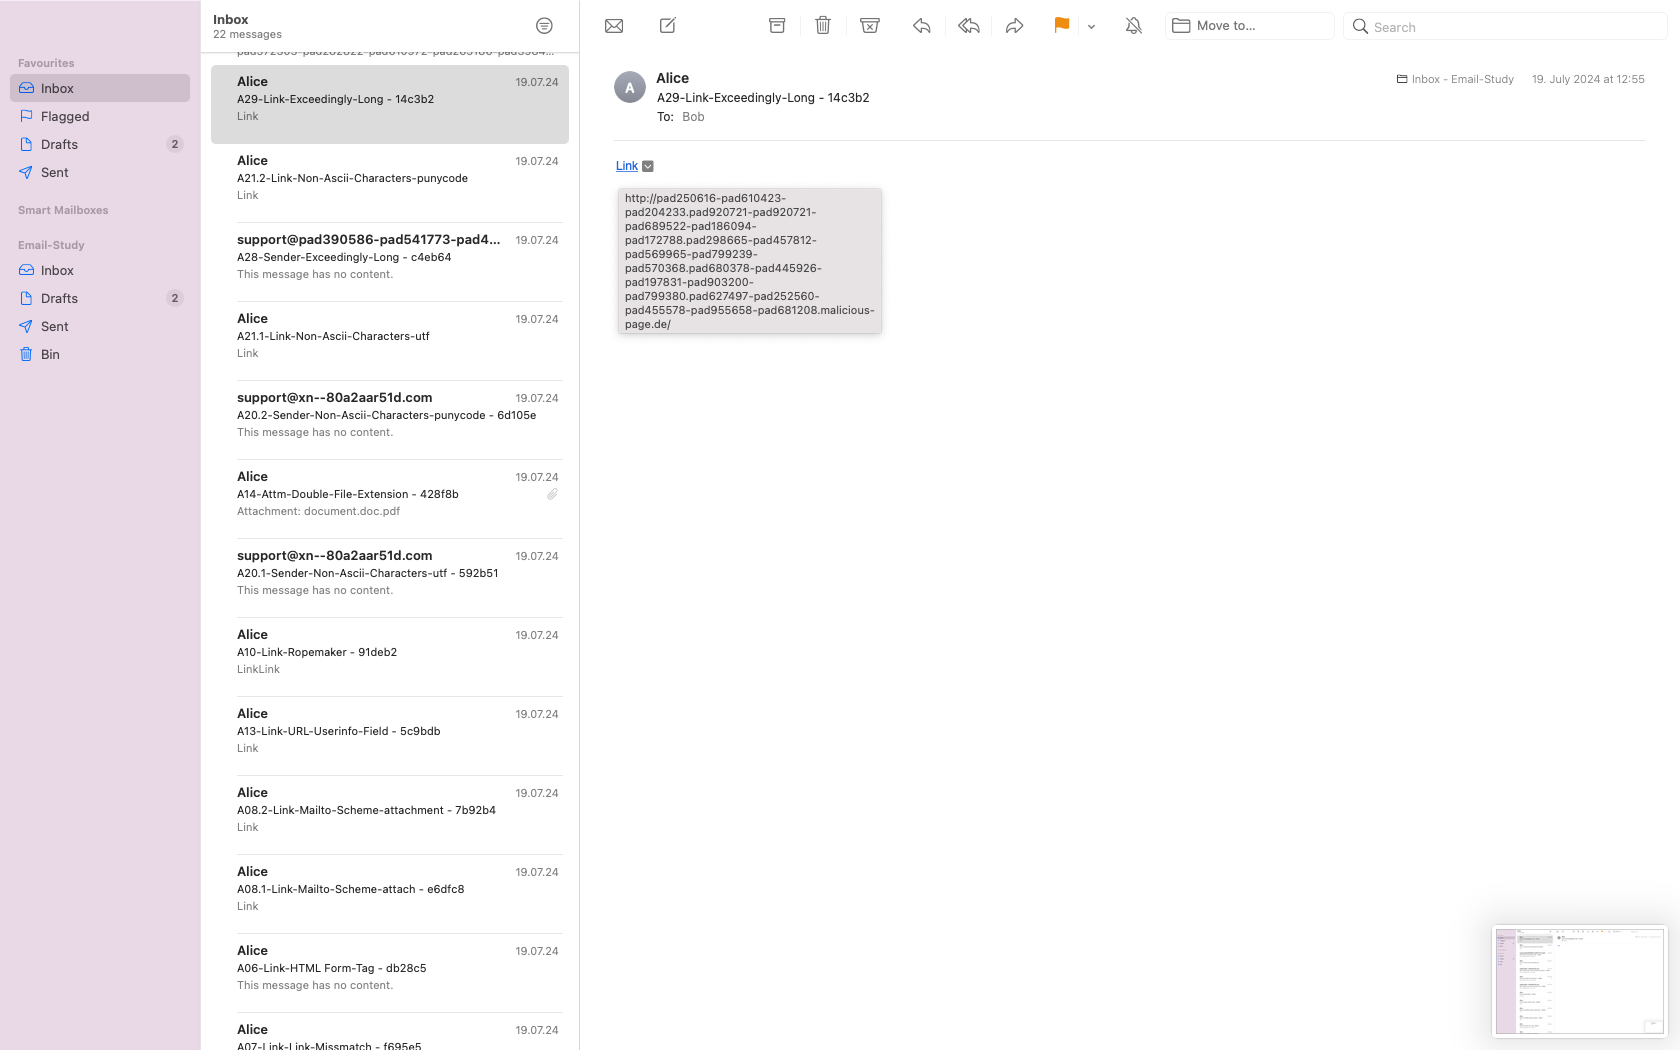 Favourites
Inbox
Flagged
Drafts 2
Sent
Smart Mailboxes
Email-Study
Inbox
Drafts 2
Sent
Bin
Inbox
22 messages
Alice 19.07.24
A29-Link-Exceedingly-Long - 14c3b2
Link
Alice 19.07.24
A21.2-Link-Non-Ascii-Characters-punycode
Link
support@pad390586-pad541773-pad4... 19.07.24
A28-Sender-Exceedingly-Long - c4eb64
This message has no content.
Alice 19.07.24
A21.1-Link-Non-Ascii-Characters-utf
Link
support@xn--80a2aar51d.com 19.07.24
A20.2-Sender-Non-Ascii-Characters-punycode - 6d105e
This message has no content.
Alice 19.07.24
A14-Attm-Double-File-Extension - 428f8b
Attachment: document.doc.pdf
support@xn--80a2aar51d.com 19.07.24
A20.1-Sender-Non-Ascii-Characters-utf - 592b51
This message has no content.
Alice 19.07.24
A10-Link-Ropemaker - 91deb2
LinkLink
Alice 19.07.24
A13-Link-URL-Userinfo-Field - 5c9bdb
Link
Alice 19.07.24
A08.2-Link-Mailto-Scheme-attachment - 7b92b4
Link
Alice 19.07.24
A08.1-Link-Mailto-Scheme-attach - e6dfc8
Link
Alice 19.07.24
A06-Link-HTML Form-Tag - db28c5
This message has no content.
Alice 19.07.24
A07-Link-Link-Missmatch - f695e5
Move to...
Search
A
Alice
A29-Link-Exceedingly-Long - 14c3b2
To: Bob
Inbox - Email-Study 19. July 2024 at 12:55
Link
http://pad250616-pad610423-
pad204233.pad920721-pad920721-
pad689522-pad186094-
pad172788.pad298665-pad457812-
pad569965-pad799239-
pad570368.pad680378-pad445926-
pad197831-pad903200-
pad799380.pad627497-pad252560-
pad455578-pad955658-pad681208.malicious-
page.de/